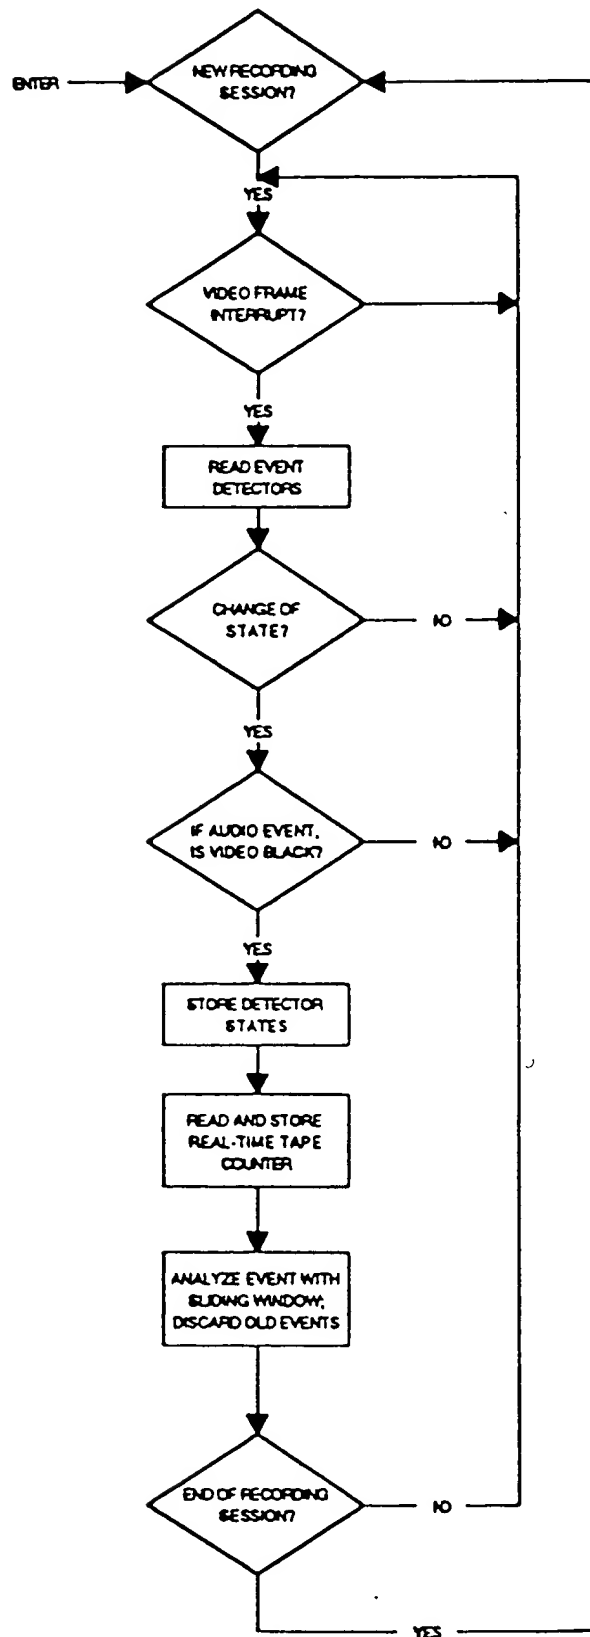 NEW RECORDING
SESSION?
ENTER
YES
VIDEO FRAME
INTERRUPT?
YES
READ EVENT
DETECTORS
CHANGE OF
STATE?
NO
YES
IF AUDIO EVENT,
IS VIDEO BLACK?
NO
YES
STORE DETECTOR
STATES
READ AND STORE
REAL-TIME TAPE
COUNTER
ANALYZE EVENT WITH
SLIDING WINDOW;
DISCARD OLD EVENTS
END OF RECORDING
SESSION?
NO
YES